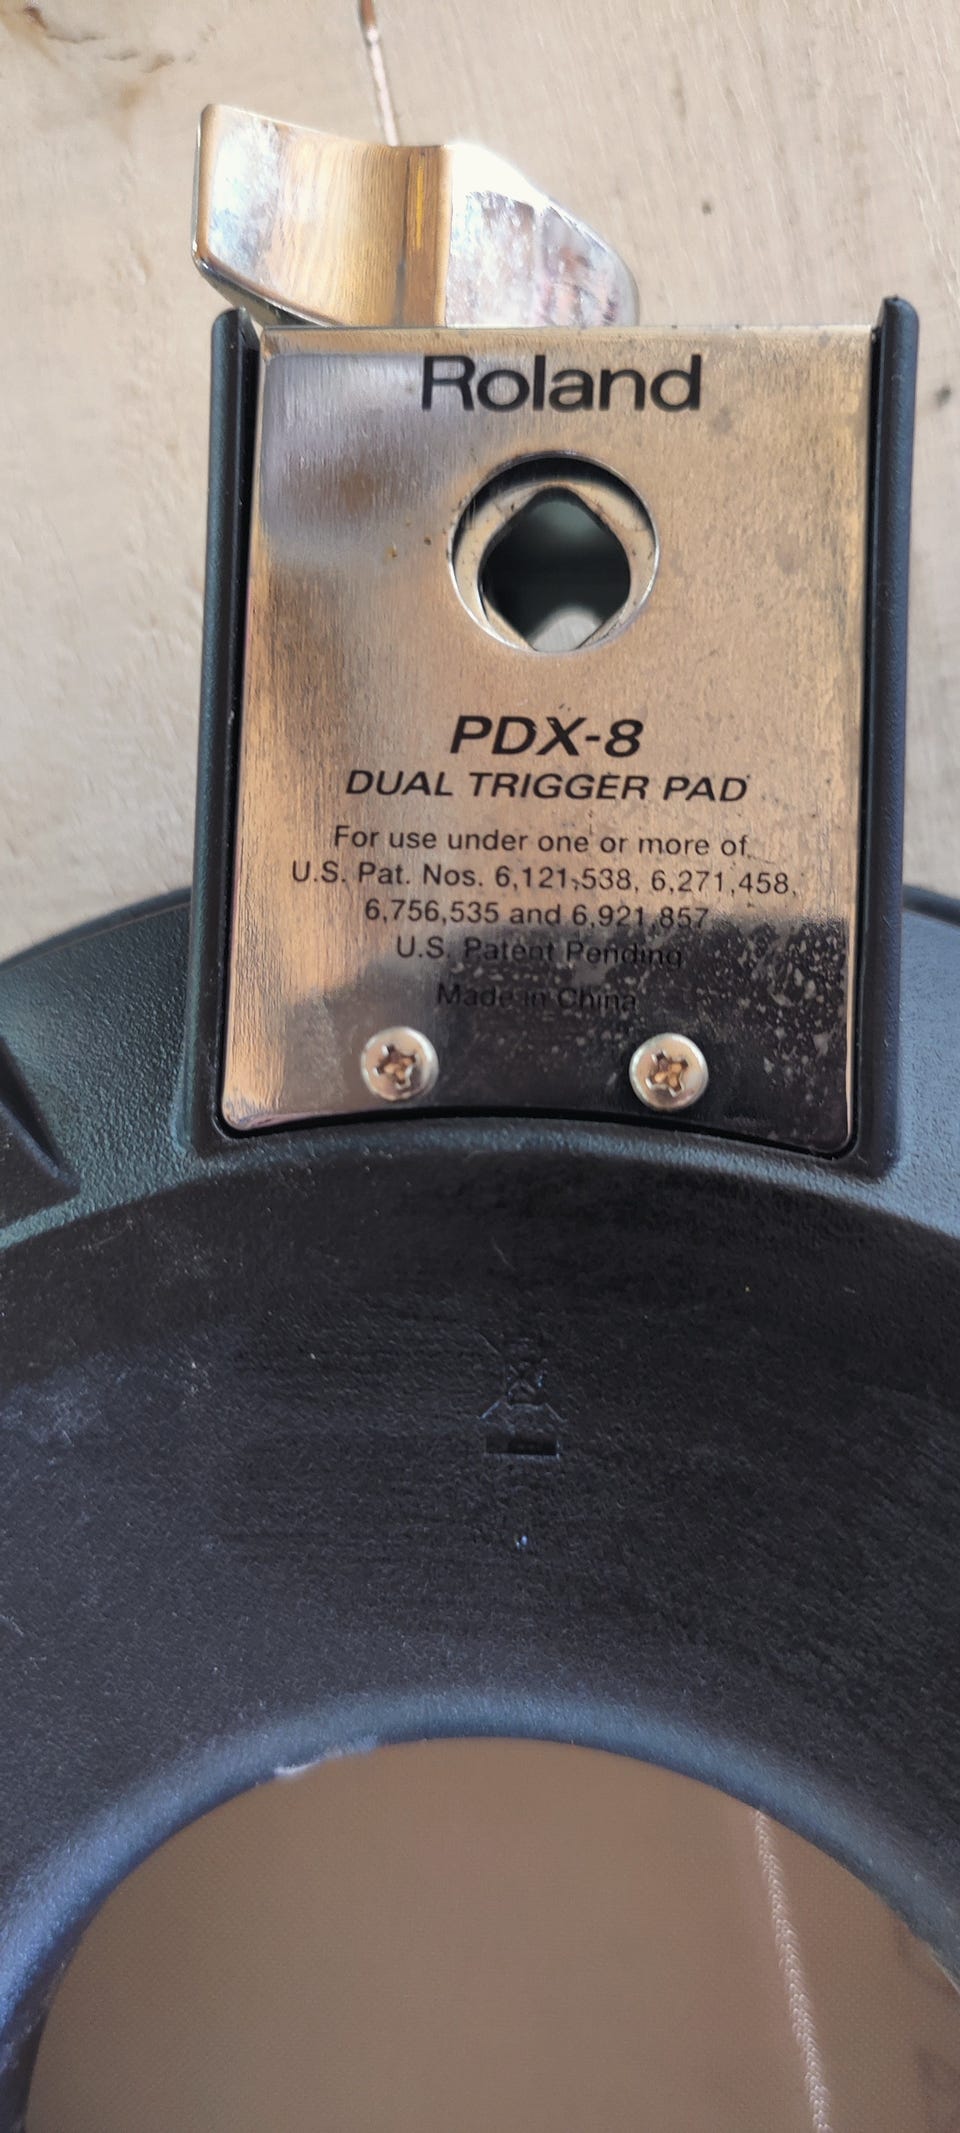 Roland
PDX-8
DUAL TRIGGER PAD
For use under one or more of
U.S. Pat. Nos. 6,121,538, 6,271,458,
6,756,535 and 6,921,857
U.S. Patent Pending
Made in China